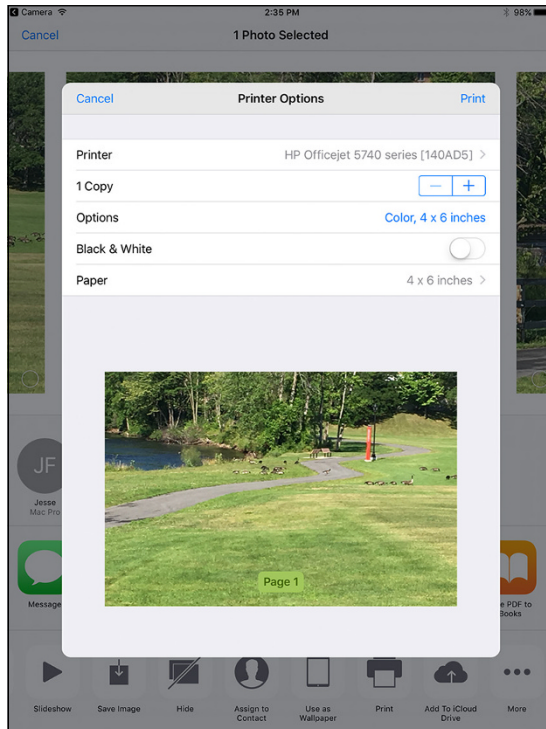 Camera
2:35 PM
98%
Cancel
1 Photo Selected
Cancel
Printer Options
Print
Printer
HP Officejet 5740 series [140AD5]
1 Copy
Options
Color, 4 x 6 inches
Black & White
Paper
4 x 6 inches
Page 1
JF
Jesse
Mac Pro
Message
e PDF to
Books
Slideshow
Save Image
Hide
Assign to
Contact
Use as
Wallpaper
Print
Add To iCloud
Drive
More